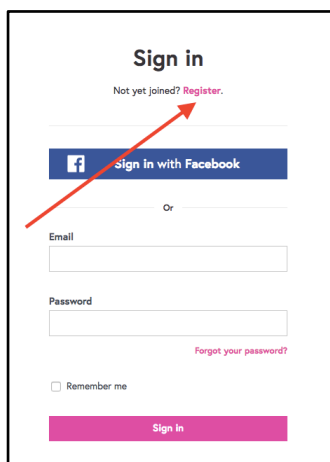 Sign in
Not yet joined? Register.
Sign in with Facebook
Or
Email
Password
Forgot your password?
Remember me
Sign in